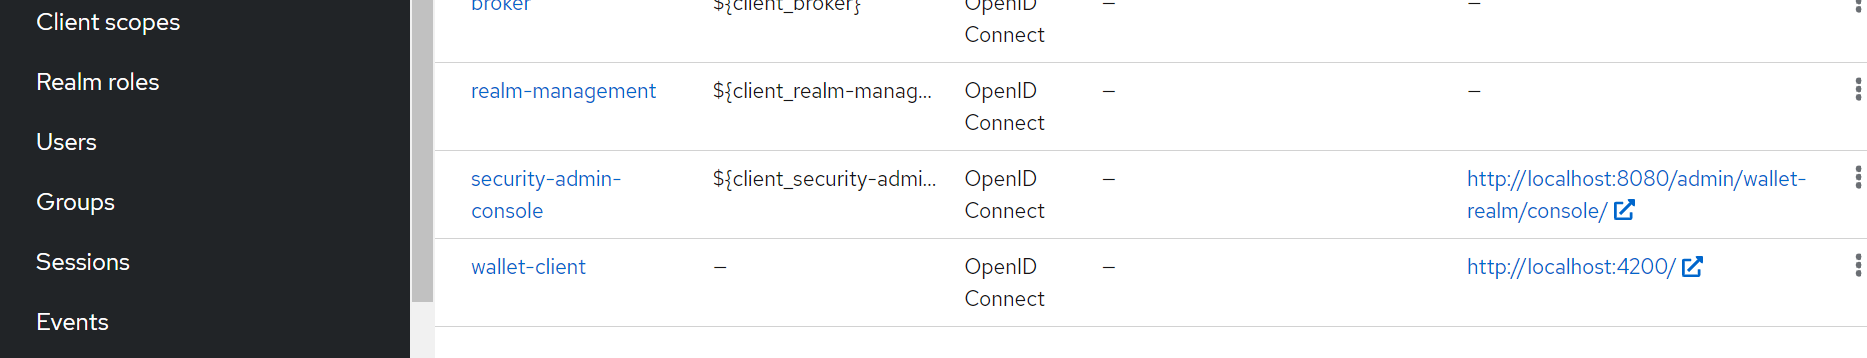 Client scopes
Realm roles
Users
Groups
Sessions
Events
broker ${client_broker} OpenID — —
Connect
realm-management ${client_realm-manag... OpenID — —
Connect
security-admin- ${client_security-admi... OpenID — http://localhost:8080/admin/wallet-
console Connect realm/console/
wallet-client — OpenID — http://localhost:4200/
Connect